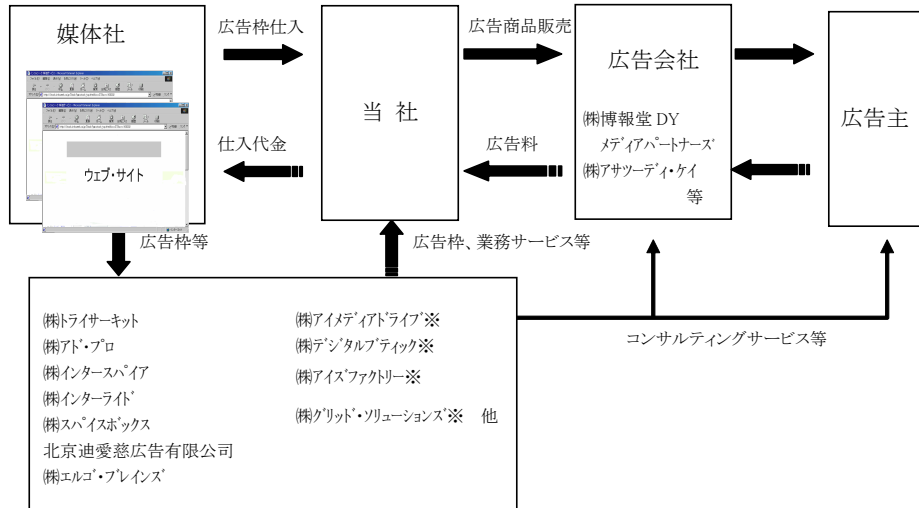 媒体社
ウェブ・サイト
広告枠仕入
仕入代金
当 社
広告商品販売
広告料
広告会社
㈱博報堂 DY
メディアパートナーズ
㈱アサツーディ・ケイ
等
広告主
広告枠等
広告枠、業務サービス等
コンサルティングサービス等
㈱トライサーキット
㈱アド・プロ
㈱インタースパイア
㈱インターライド
㈱スパイスボックス
北京迪愛慈広告有限公司
㈱エルゴ・ブレインズ
㈱アイメディアドライブ※
㈱デジタルブティック※
㈱アイズファクトリー※
㈱グリッド・ソリューションズ※ 他